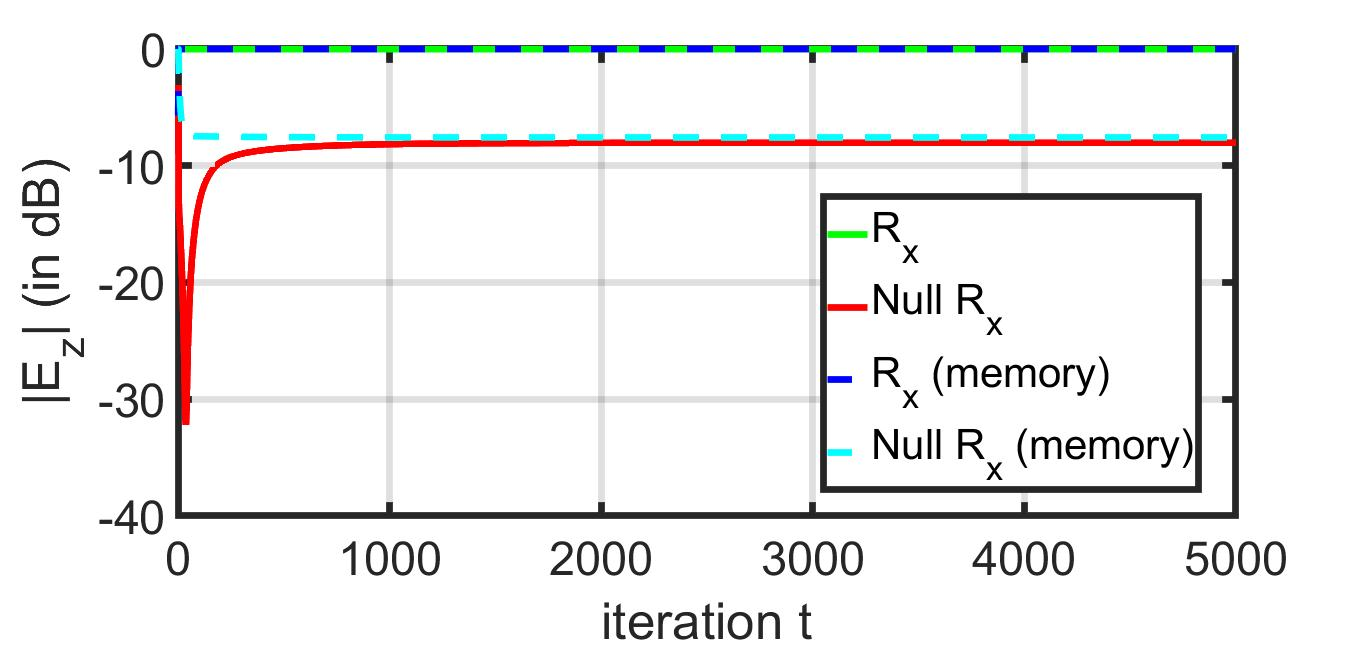 |E_z| (in dB)
0
-10
-20
-30
-40
R_x
Null R_x
R_x (memory)
Null R_x (memory)
0 1000 2000 3000 4000 5000
iteration t